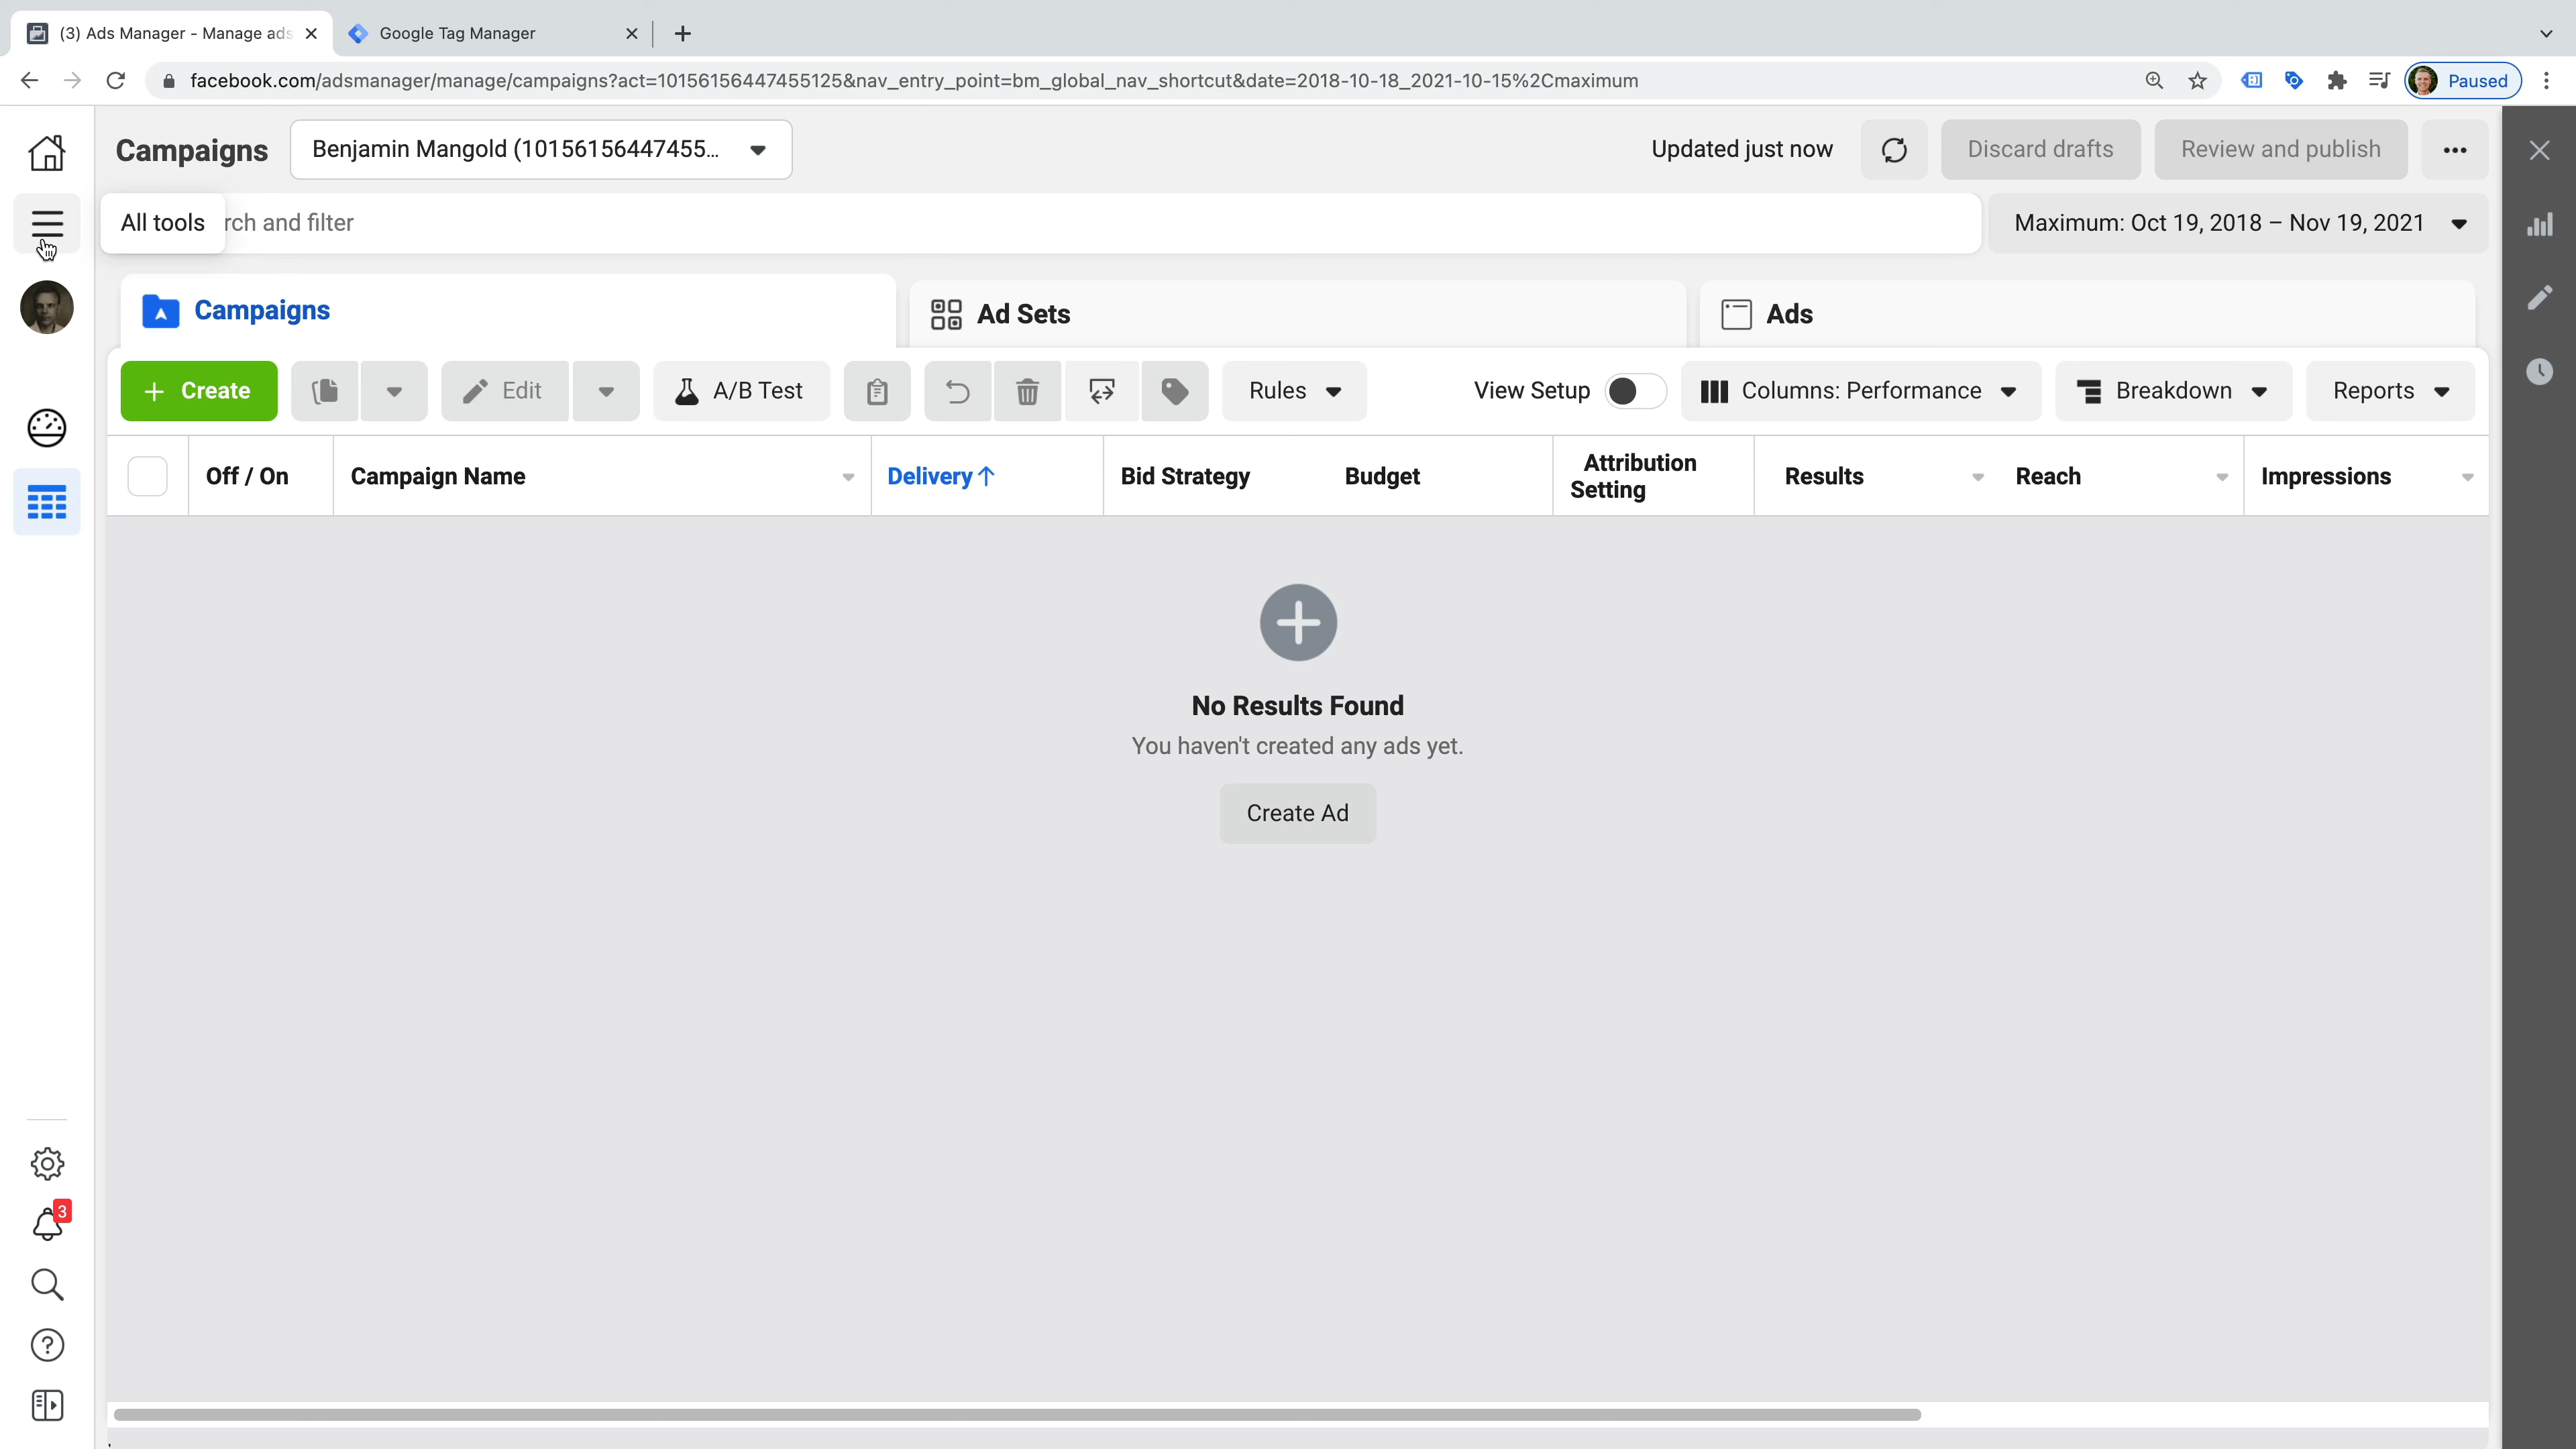 (3) Ads Manager - Manage ads
Google Tag Manager
facebook.com/adsmanager/manage/campaigns?act=10156156447455125&nav_entry_point=bm_global_nav_shortcut&date=2018-10-18_2021-10-15%2Cmaximum
Paused
Campaigns
Benjamin Mangold (10156156447455...
Updated just now
Discard drafts
Review and publish
All tools
rch and filter
Maximum: Oct 19, 2018 – Nov 19, 2021
Campaigns
Ad Sets
Ads
Create
Edit
A/B Test
Rules
View Setup
Columns: Performance
Breakdown
Reports
Off / On
Campaign Name
Delivery ↑
Bid Strategy
Budget
Attribution
Setting
Results
Reach
Impressions
No Results Found
You haven't created any ads yet.
Create Ad
3